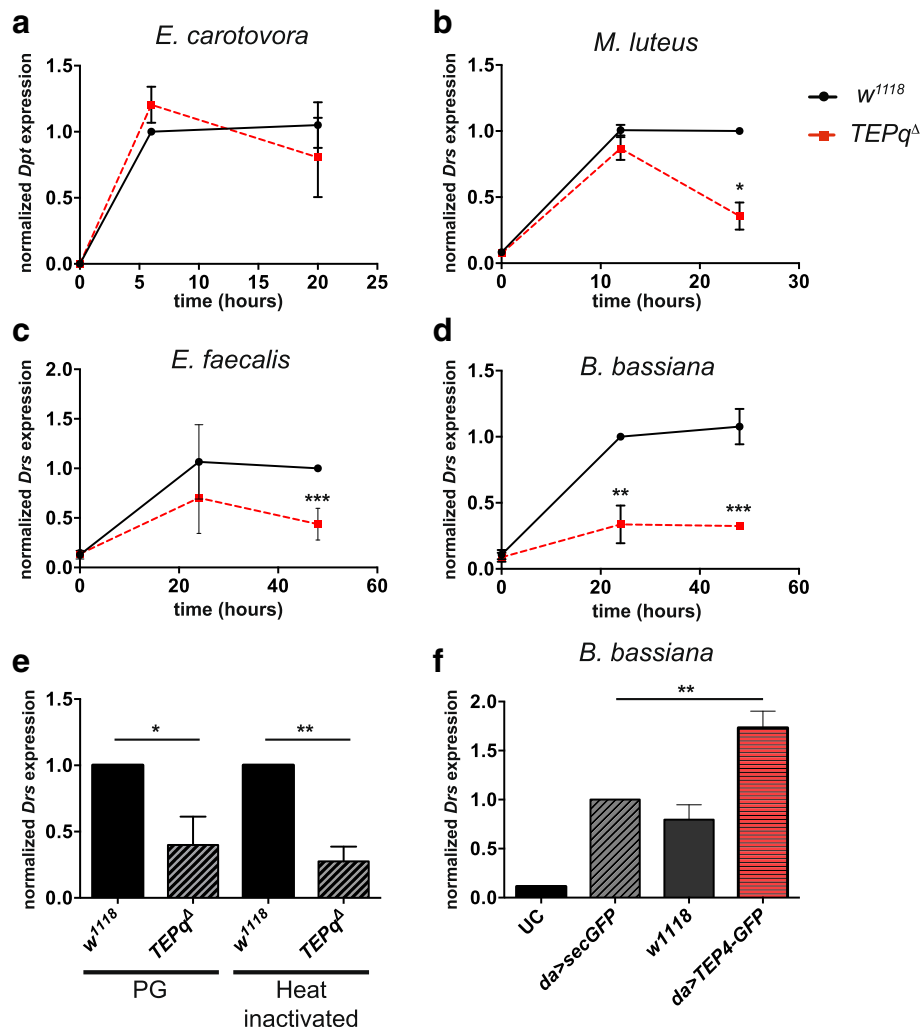 a
E. carotovora
normalized Dpt expression
1.5
1.0
0.5
0.0
0 5 10 15 20 25
time (hours)
b
M. luteus
normalized Drs expression
1.5
1.0
0.5
0.0
*
0 10 20 30
time (hours)
w1118
TEPqΔ
c
E. faecalis
normalized Drs expression
2.0
1.5
1.0
0.5
0.0
***
0 20 40 60
time (hours)
d
B. bassiana
normalized Drs expression
1.5
1.0
0.5
0.0
**
***
0 20 40 60
time (hours)
e
normalized Drs expression
1.5
1.0
0.5
0.0
*
**
w1118 TEPqΔ w1118 TEPqΔ
PG
Heat
inactivated
f
B. bassiana
normalized Drs expression
2.0
1.5
1.0
0.5
0.0
**
UC da>secGFP w1118 da>TEP4-GFP